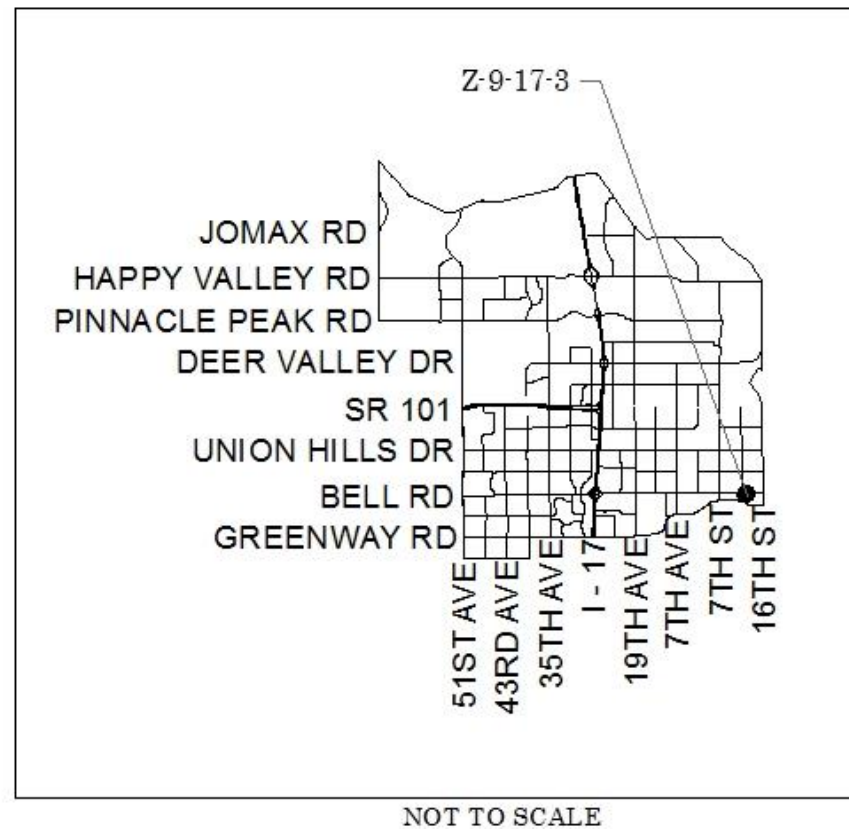 Z-9-17-3
JOMAX RD
HAPPY VALLEY RD
PINNACLE PEAK RD
DEER VALLEY DR
SR 101
UNION HILLS DR
BELL RD
GREENWAY RD
51ST AVE
43RD AVE
35TH AVE
I - 17
19TH AVE
7TH AVE
7TH ST
16TH ST
NOT TO SCALE